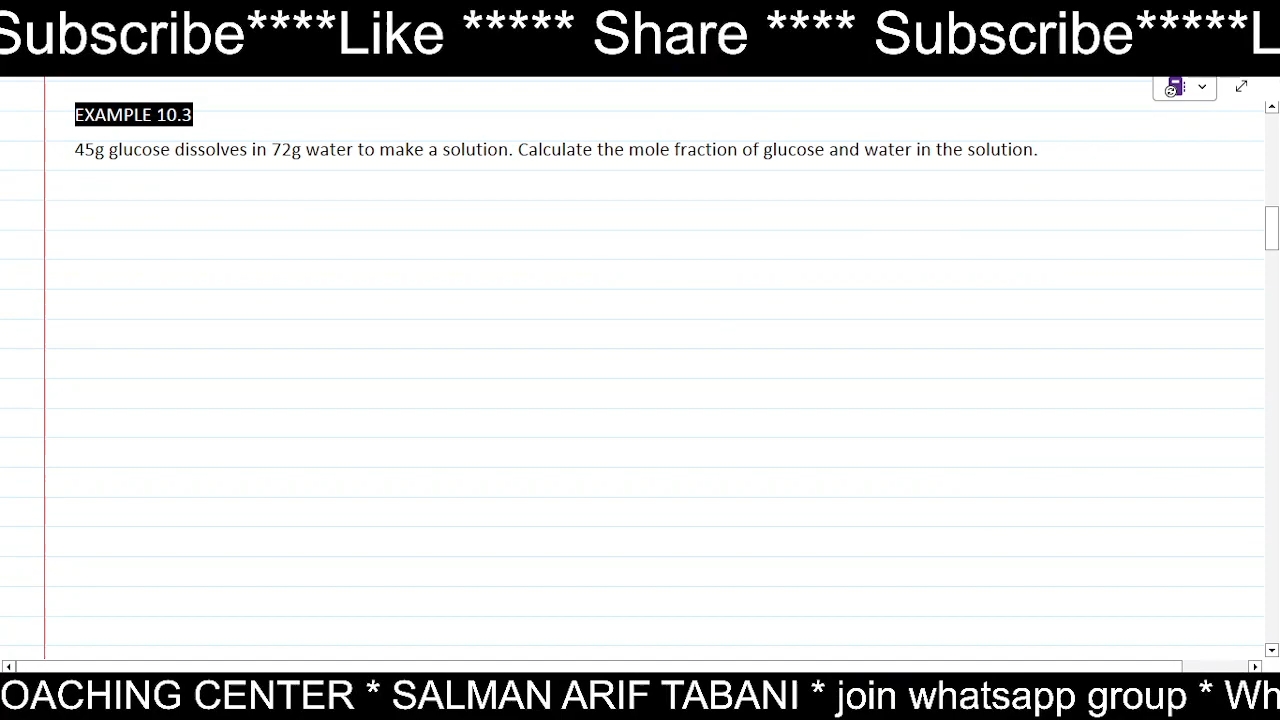 Subscribe****Like ***** Share **** Subscribe*****L
EXAMPLE 10.3
45g glucose dissolves in 72g water to make a solution. Calculate the mole fraction of glucose and water in the solution.
OACHING CENTER * SALMAN ARIF TABANI * join whatsapp group * Wh